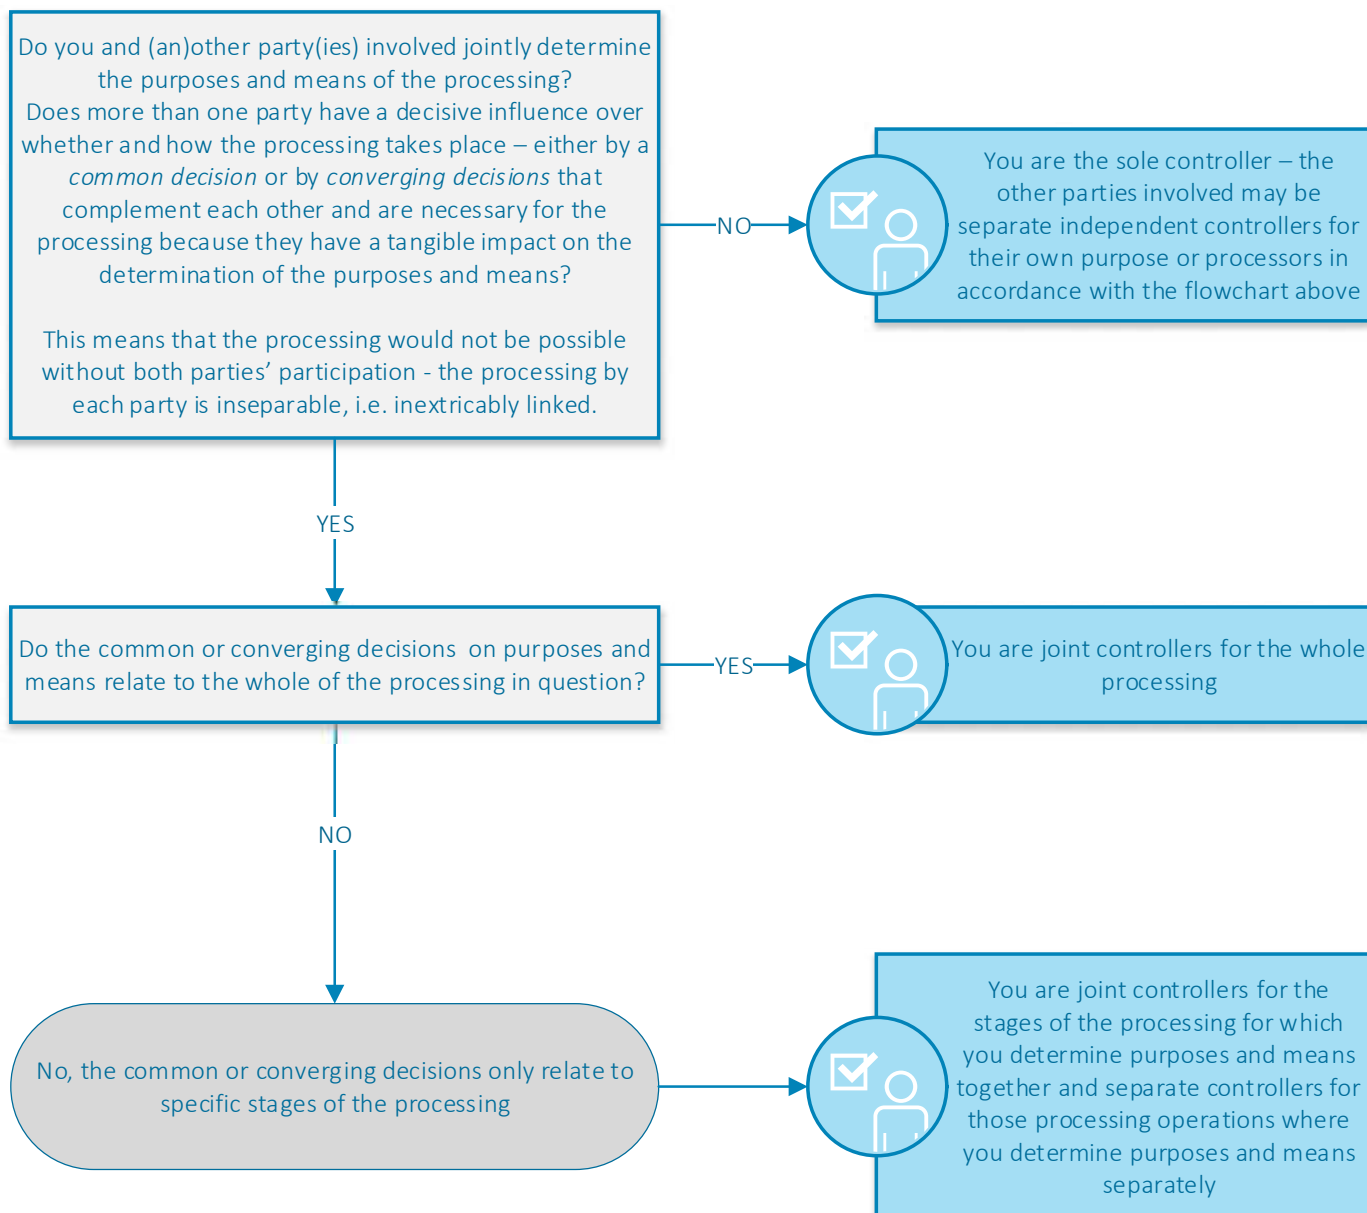 Do you and (an)other party(ies) involved jointly determine
the purposes and means of the processing?
Does more than one party have a decisive influence over
whether and how the processing takes place – either by a
common decision or by converging decisions that
complement each other and are necessary for the
processing because they have a tangible impact on the
determination of the purposes and means?
This means that the processing would not be possible
without both parties’ participation - the processing by
each party is inseparable, i.e. inextricably linked.
NO
You are the sole controller – the
other parties involved may be
separate independent controllers for
their own purpose or processors in
accordance with the flowchart above
YES
Do the common or converging decisions on purposes and
means relate to the whole of the processing in question?
YES
You are joint controllers for the whole
processing
NO
No, the common or converging decisions only relate to
specific stages of the processing
You are joint controllers for the
stages of the processing for which
you determine purposes and means
together and separate controllers for
those processing operations where
you determine purposes and means
separately